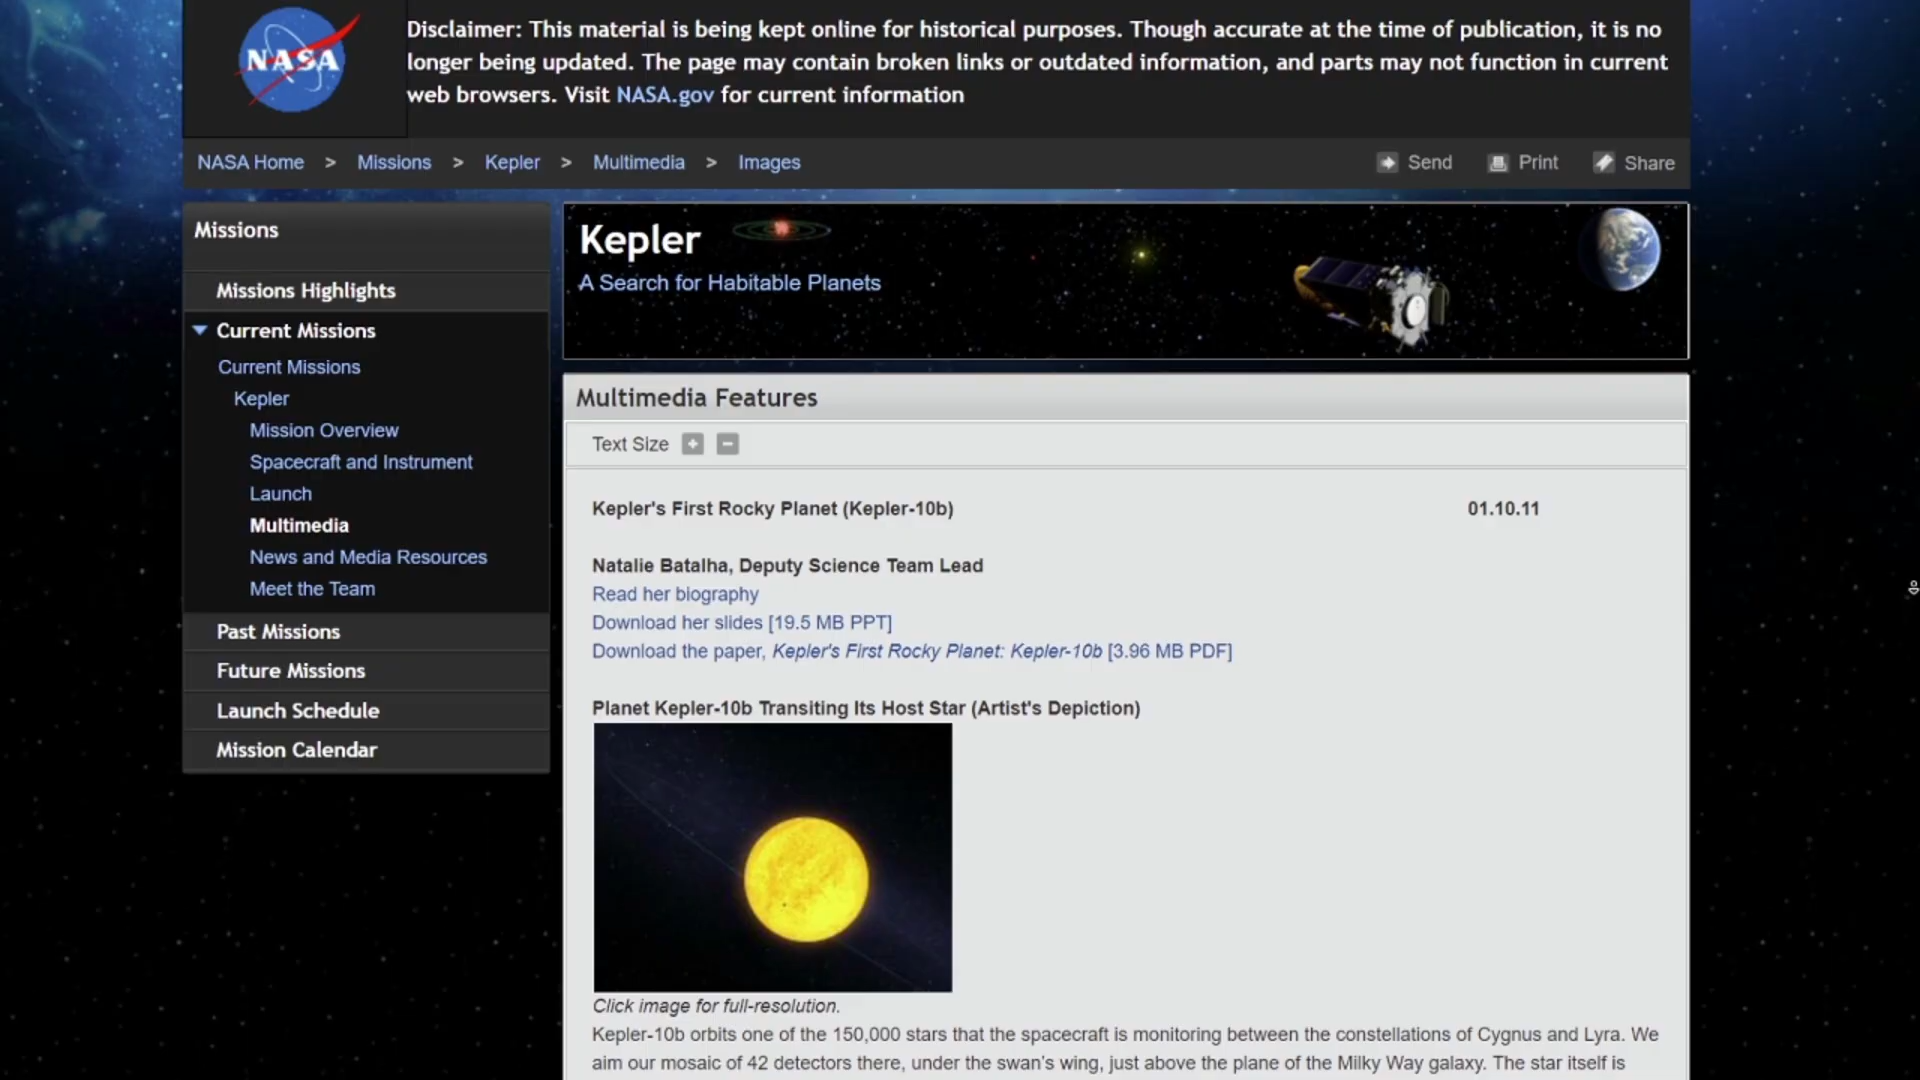 NASA
Disclaimer: This material is being kept online for historical purposes. Though accurate at the time of publication, it is no
longer being updated. The page may contain broken links or outdated information, and parts may not function in current
web browsers. Visit NASA.gov for current information
NASA Home > Missions > Kepler > Multimedia > Images
Send Print Share
Missions
Missions Highlights
Current Missions
Current Missions
Kepler
Mission Overview
Spacecraft and Instrument
Launch
Multimedia
News and Media Resources
Meet the Team
Past Missions
Future Missions
Launch Schedule
Mission Calendar
Kepler
A Search for Habitable Planets
Multimedia Features
Text Size + -
Kepler's First Rocky Planet (Kepler-10b) 01.10.11
Natalie Batalha, Deputy Science Team Lead
Read her biography
Download her slides [19.5 MB PPT]
Download the paper, Kepler's First Rocky Planet: Kepler-10b [3.96 MB PDF]
Planet Kepler-10b Transiting Its Host Star (Artist's Depiction)
Click image for full-resolution.
Kepler-10b orbits one of the 150,000 stars that the spacecraft is monitoring between the constellations of Cygnus and Lyra. We
aim our mosaic of 42 detectors there, under the swan's wing, just above the plane of the Milky Way galaxy. The star itself is